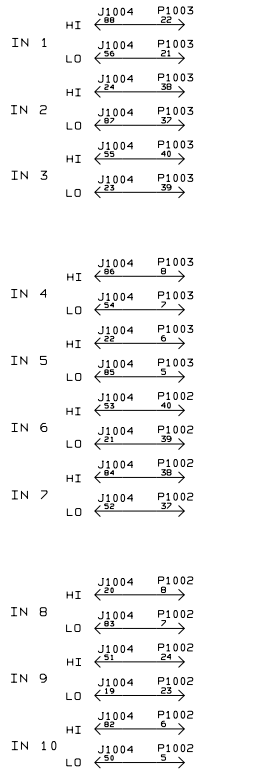 J1004 P1003
HI 88 22
IN 1
J1004 P1003
LO 56 21
J1004 P1003
HI 24 38
IN 2
J1004 P1003
LO 87 37
J1004 P1003
HI 55 40
IN 3
J1004 P1003
LO 23 39
J1004 P1003
HI 86 8
IN 4
J1004 P1003
LO 54 7
J1004 P1003
HI 22 6
IN 5
J1004 P1003
LO 85 5
J1004 P1002
HI 53 40
IN 6
J1004 P1002
LO 21 39
J1004 P1002
HI 84 38
IN 7
J1004 P1002
LO 52 37
J1004 P1002
HI 20 8
IN 8
J1004 P1002
LO 83 7
J1004 P1002
HI 51 24
IN 9
J1004 P1002
LO 19 23
J1004 P1002
HI 82 6
IN 10
J1004 P1002
LO 50 5